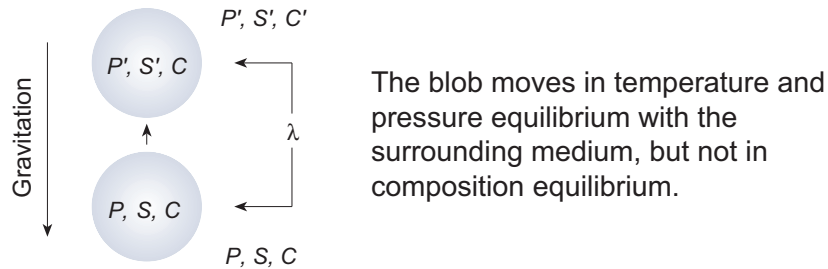 P', S', C'
P', S', C
Gravitation
λ
P, S, C
P, S, C
The blob moves in temperature and
pressure equilibrium with the
surrounding medium, but not in
composition equilibrium.